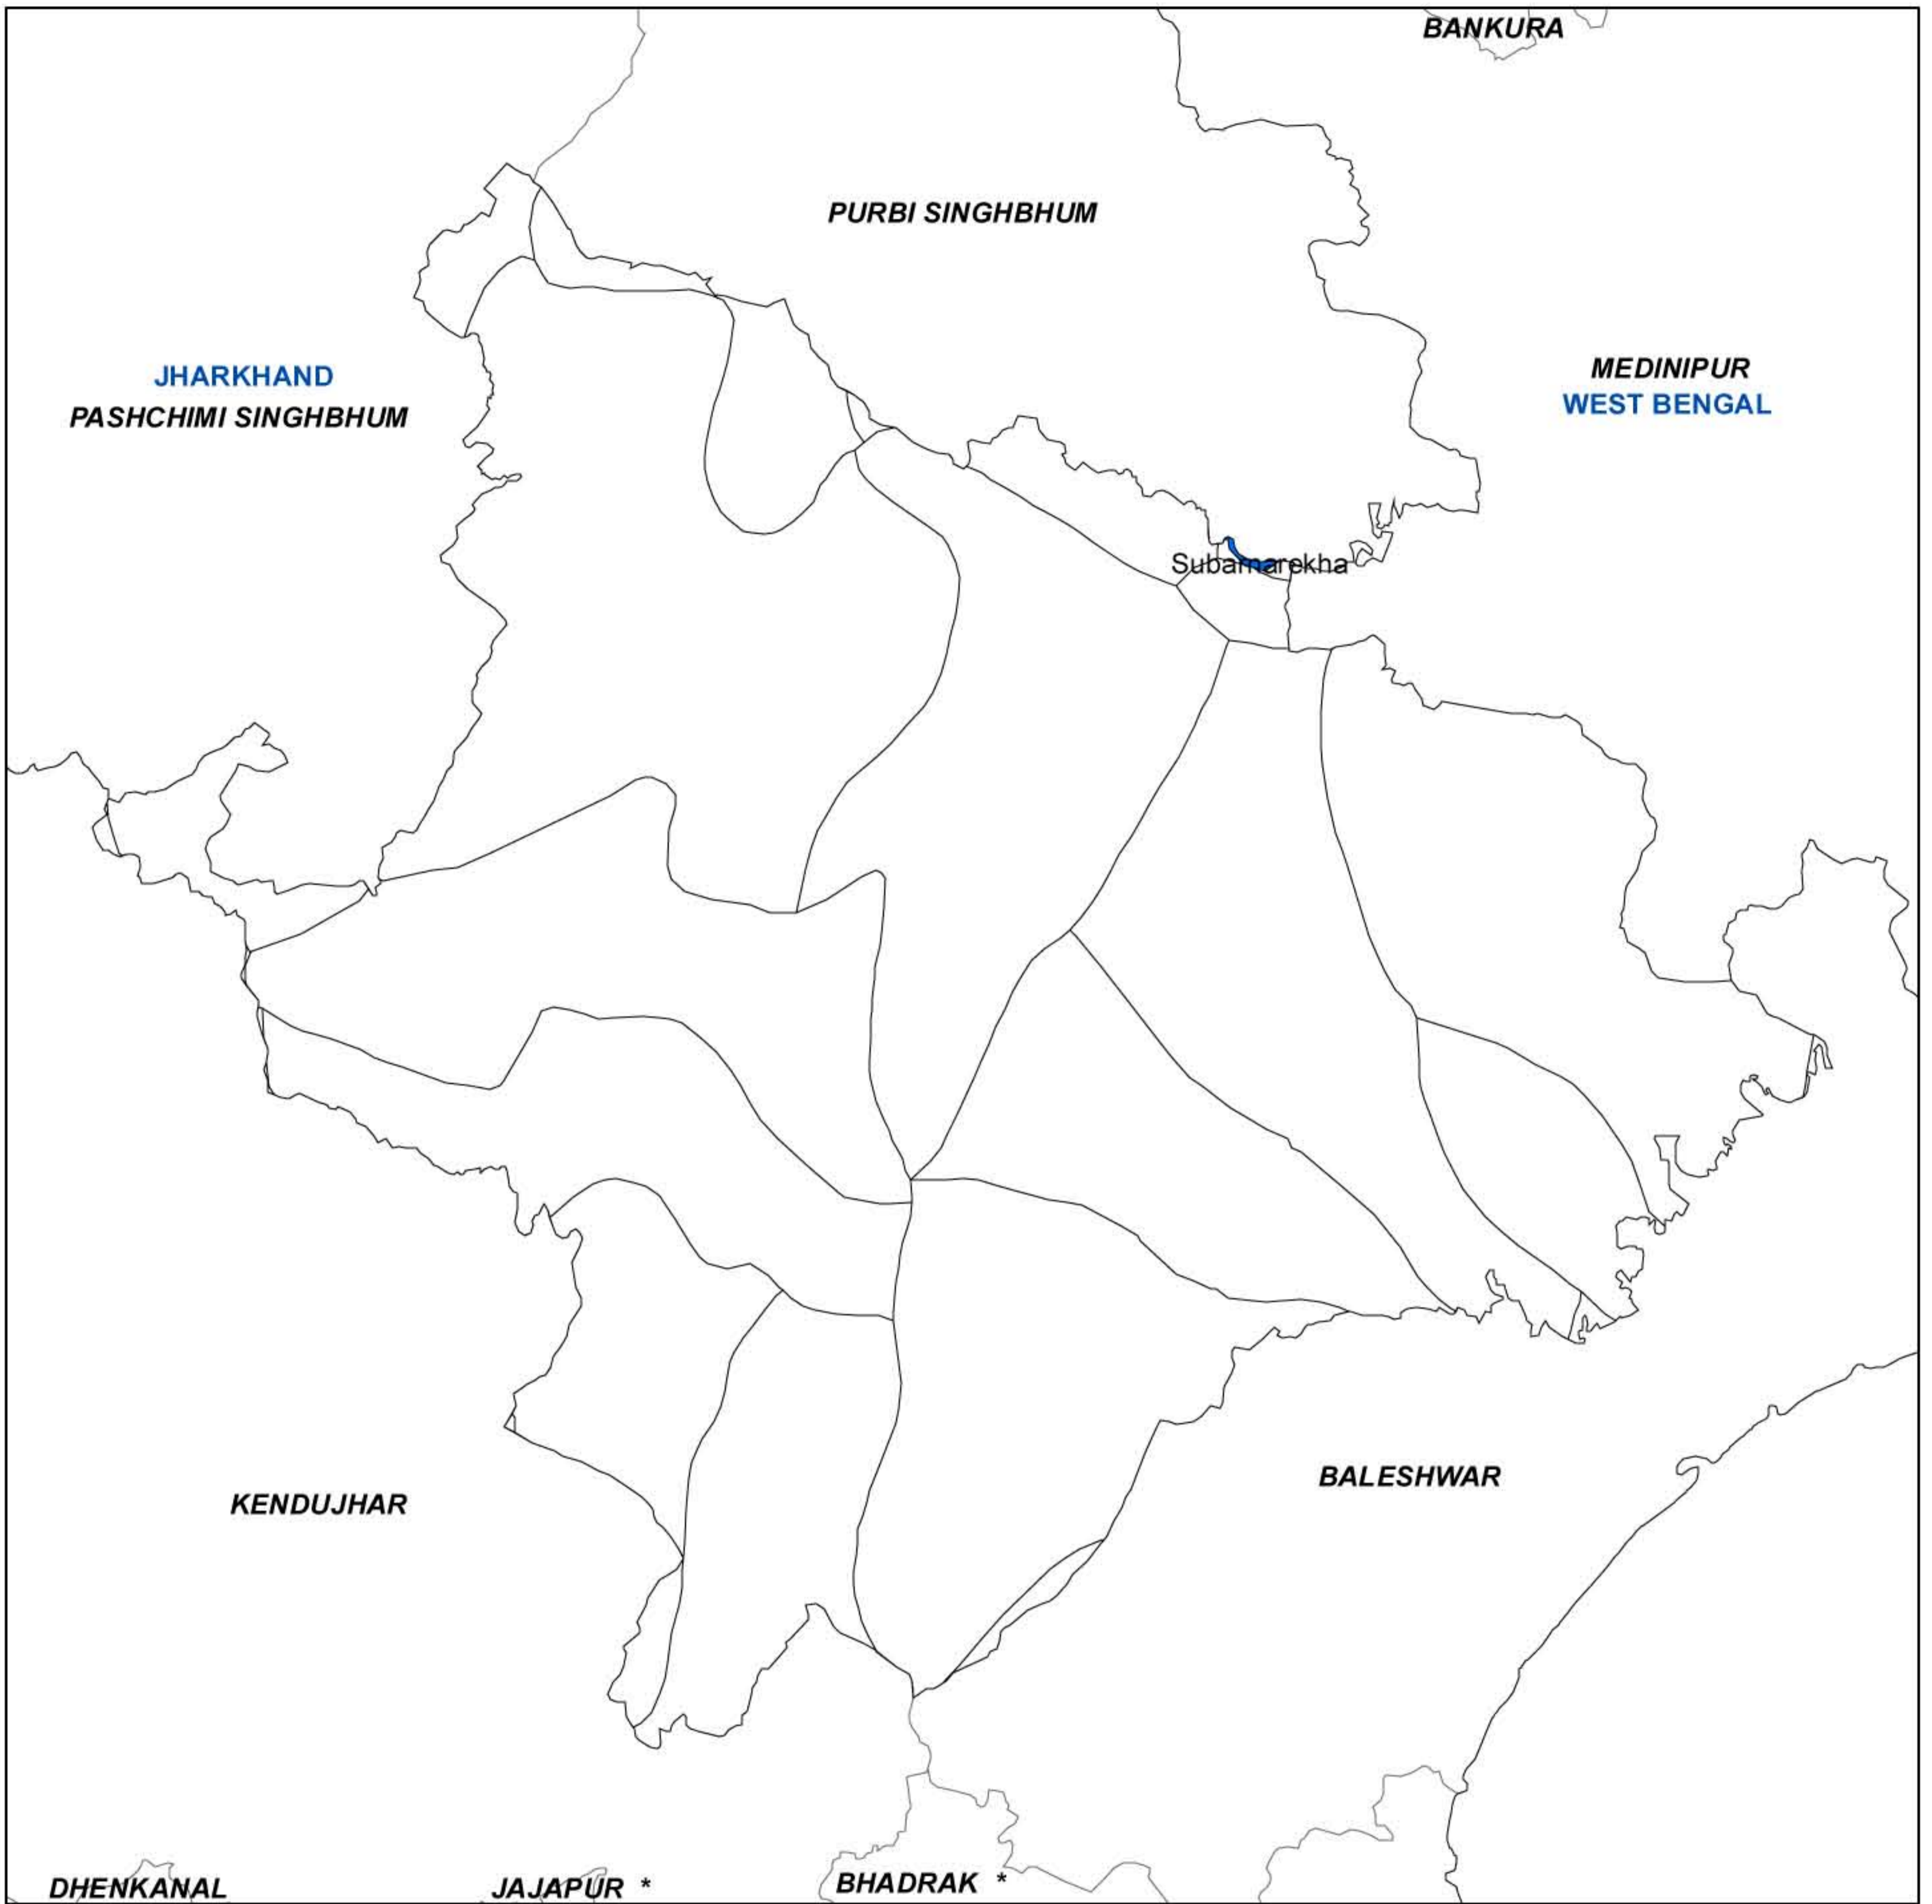 BANKURA
PURBI SINGHBHUM
JHARKHAND
PASHCHIMI SINGHBHUM
MEDINIPUR
WEST BENGAL
Subarnarekha
KENDUJHAR
BALESHWAR
DHENKANAL
JAJAPUR *
BHADRAK *